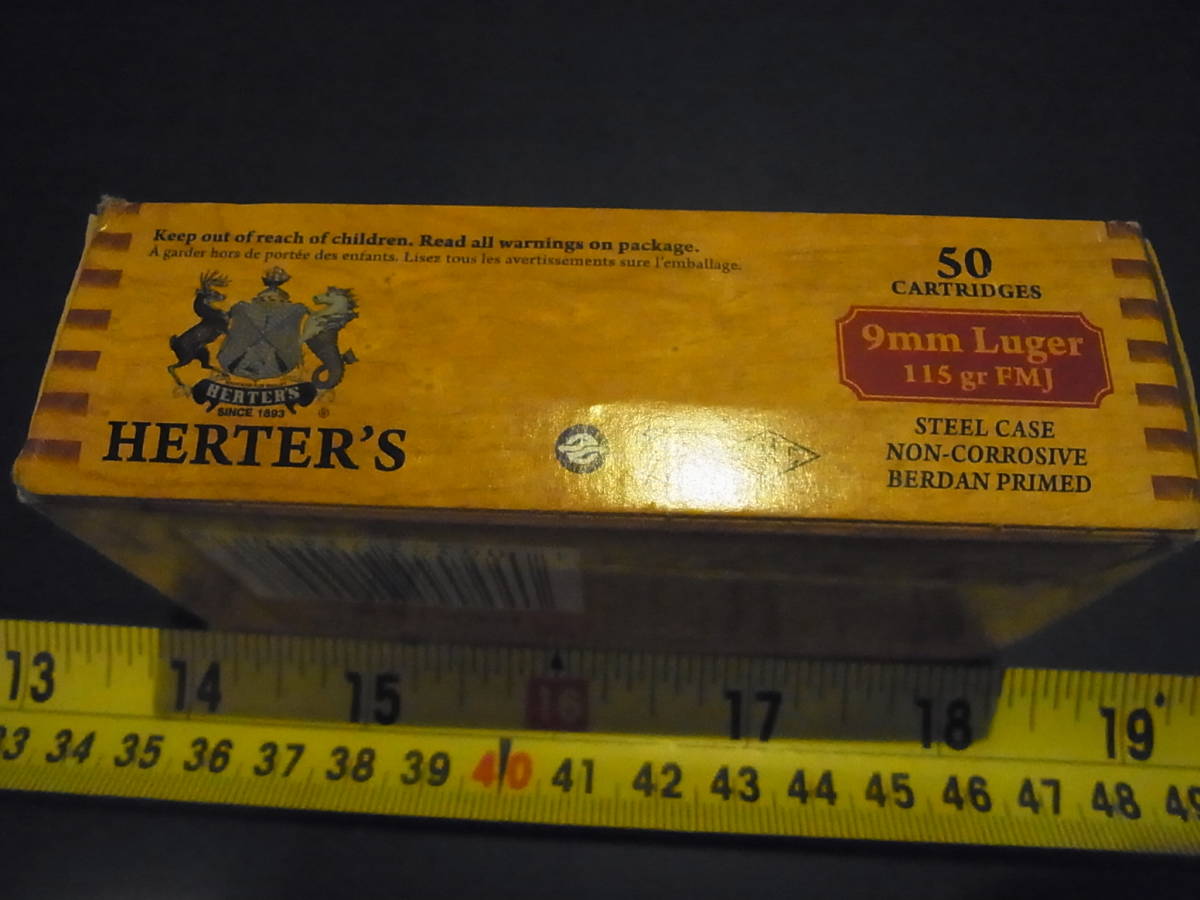 Keep out of reach of children. Read all warnings on package.
À garder hors de portée des enfants. Lisez tous les avertissements sure l'emballage.
HERTER'S
SINCE 1893 ®
HERTER'S
50
CARTRIDGES
9mm Luger
115 gr FMJ
STEEL CASE
NON-CORROSIVE
BERDAN PRIMED
13 14 15 16 17 18 19
33 34 35 36 37 38 39 40 41 42 43 44 45 46 47 48 49